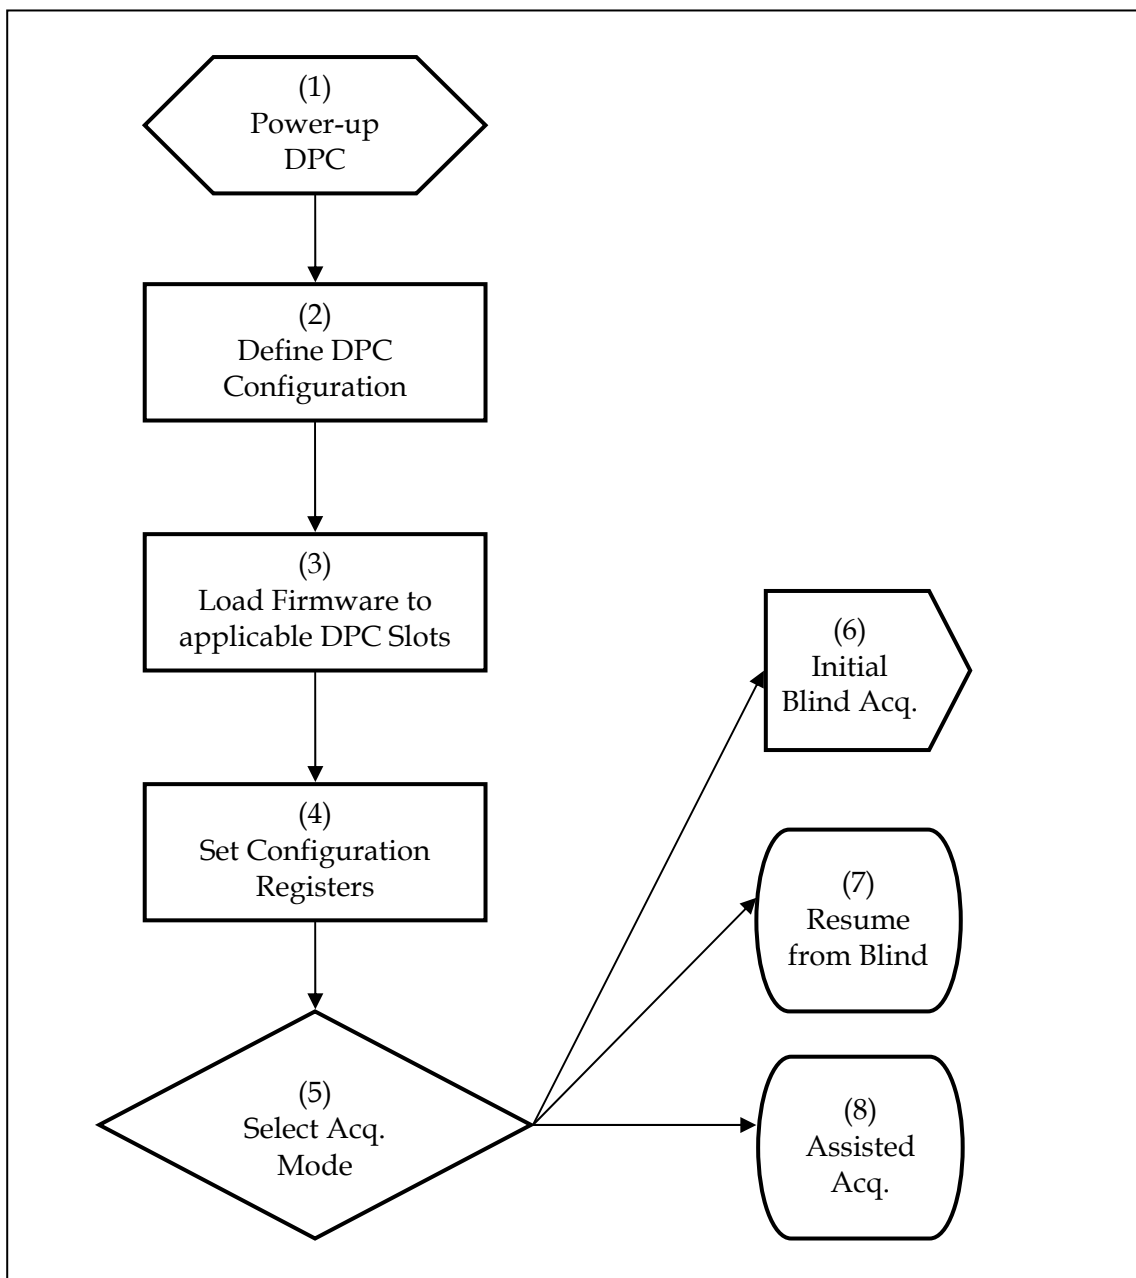 (1)
Power-up
DPC
(2)
Define DPC
Configuration
(3)
Load Firmware to
applicable DPC Slots
(4)
Set Configuration
Registers
(5)
Select Acq.
Mode
(6)
Initial
Blind Acq.
(7)
Resume
from Blind
(8)
Assisted
Acq.